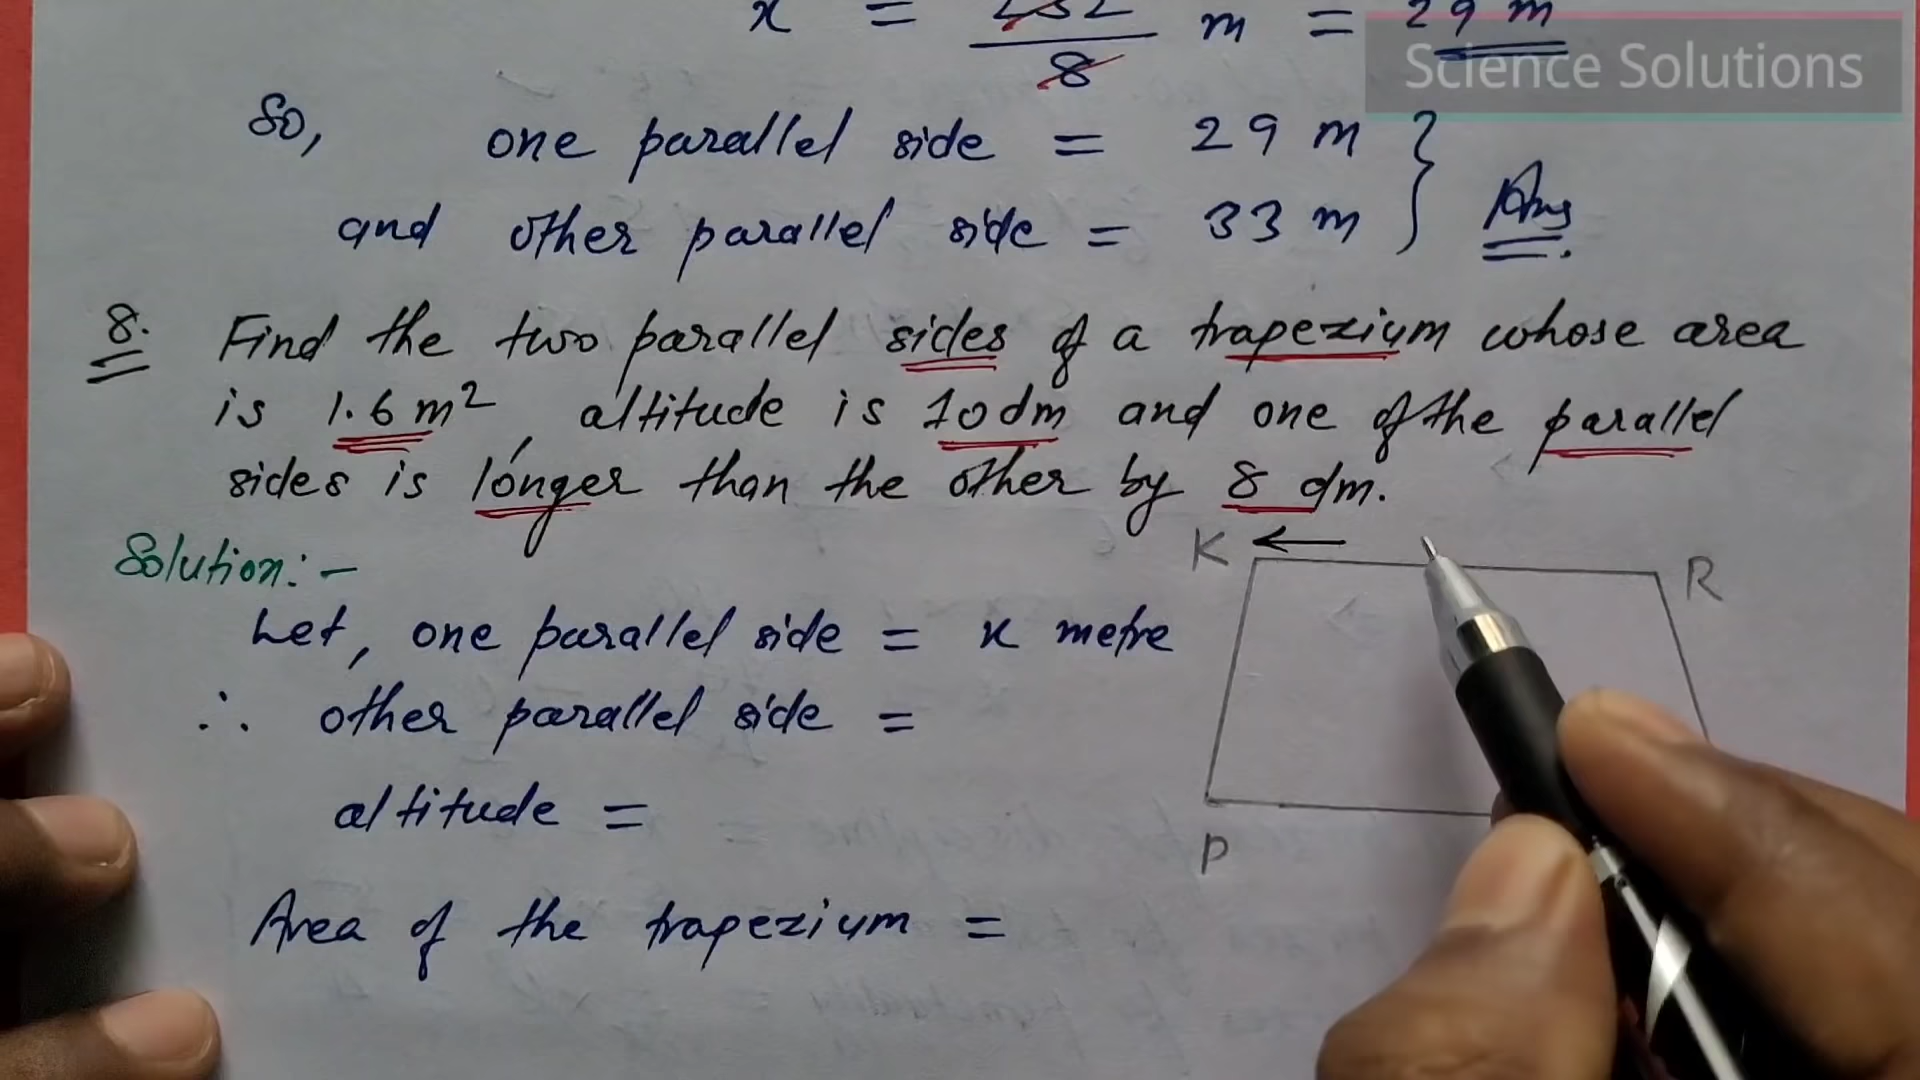 x = 232/8 m = 29 m
Science Solutions
So, one parallel side = 29 m
and other parallel side = 33 m } Ans.
8. Find the two parallel sides of a trapezium whose area
is 1.6 m², altitude is 10 dm and one of the parallel
sides is longer than the other by 8 dm.
Solution:-
K ← R
Let, one parallel side = x metre
∴ other parallel side =
altitude =
P
Area of the trapezium =